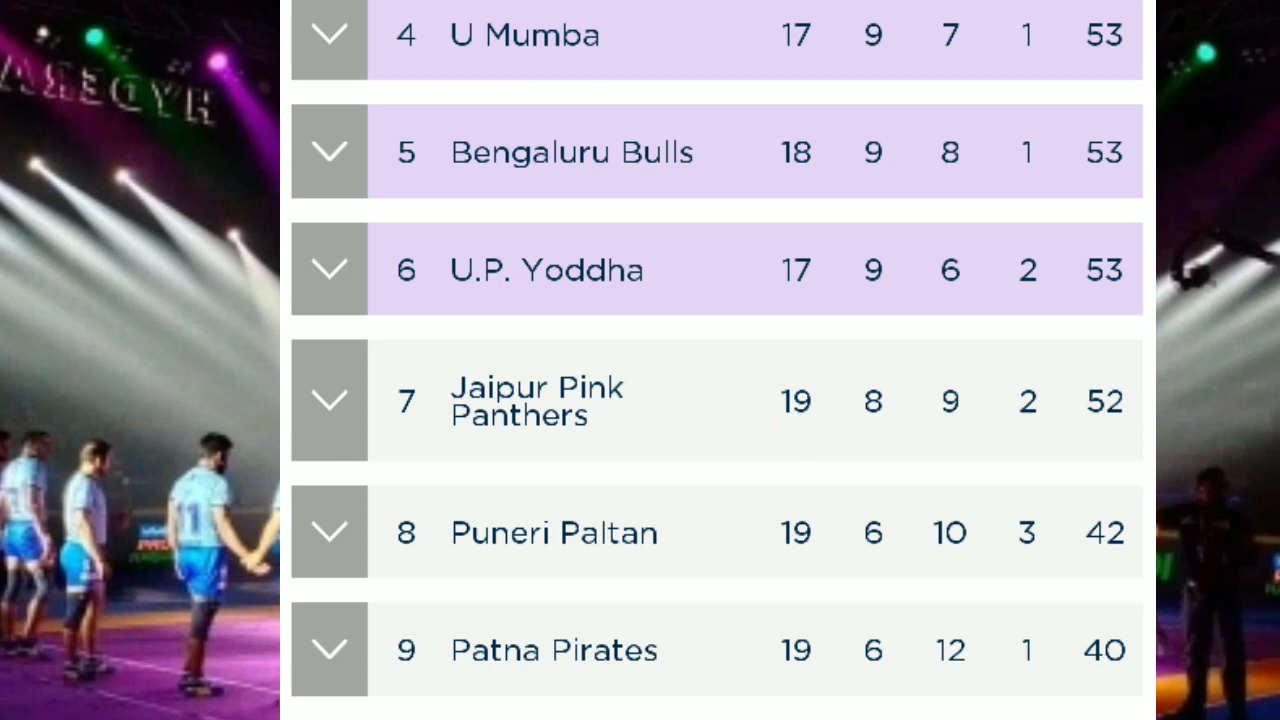 4 U Mumba 17 9 7 1 53
5 Bengaluru Bulls 18 9 8 1 53
6 U.P. Yoddha 17 9 6 2 53
7 Jaipur Pink
Panthers 19 8 9 2 52
8 Puneri Paltan 19 6 10 3 42
9 Patna Pirates 19 6 12 1 40